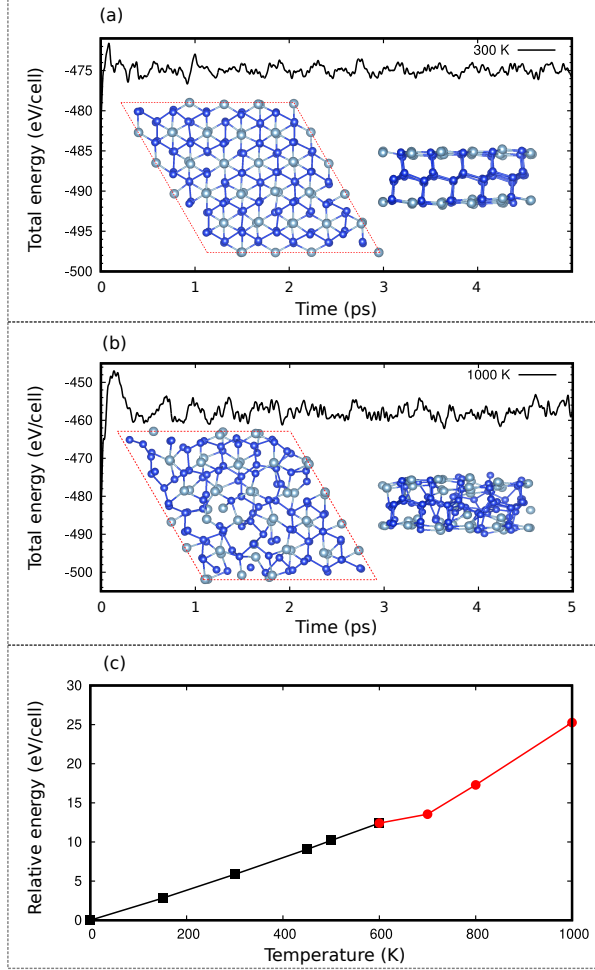 (a)
300 K
Total energy (eV/cell)
-475
-480
-485
-490
-495
-500
0 1 2 3 4
Time (ps)
(b)
1000 K
Total energy (eV/cell)
-450
-460
-470
-480
-490
-500
0 1 2 3 4 5
Time (ps)
(c)
Relative energy (eV/cell)
30
25
20
15
10
5
0
0 200 400 600 800 1000
Temperature (K)